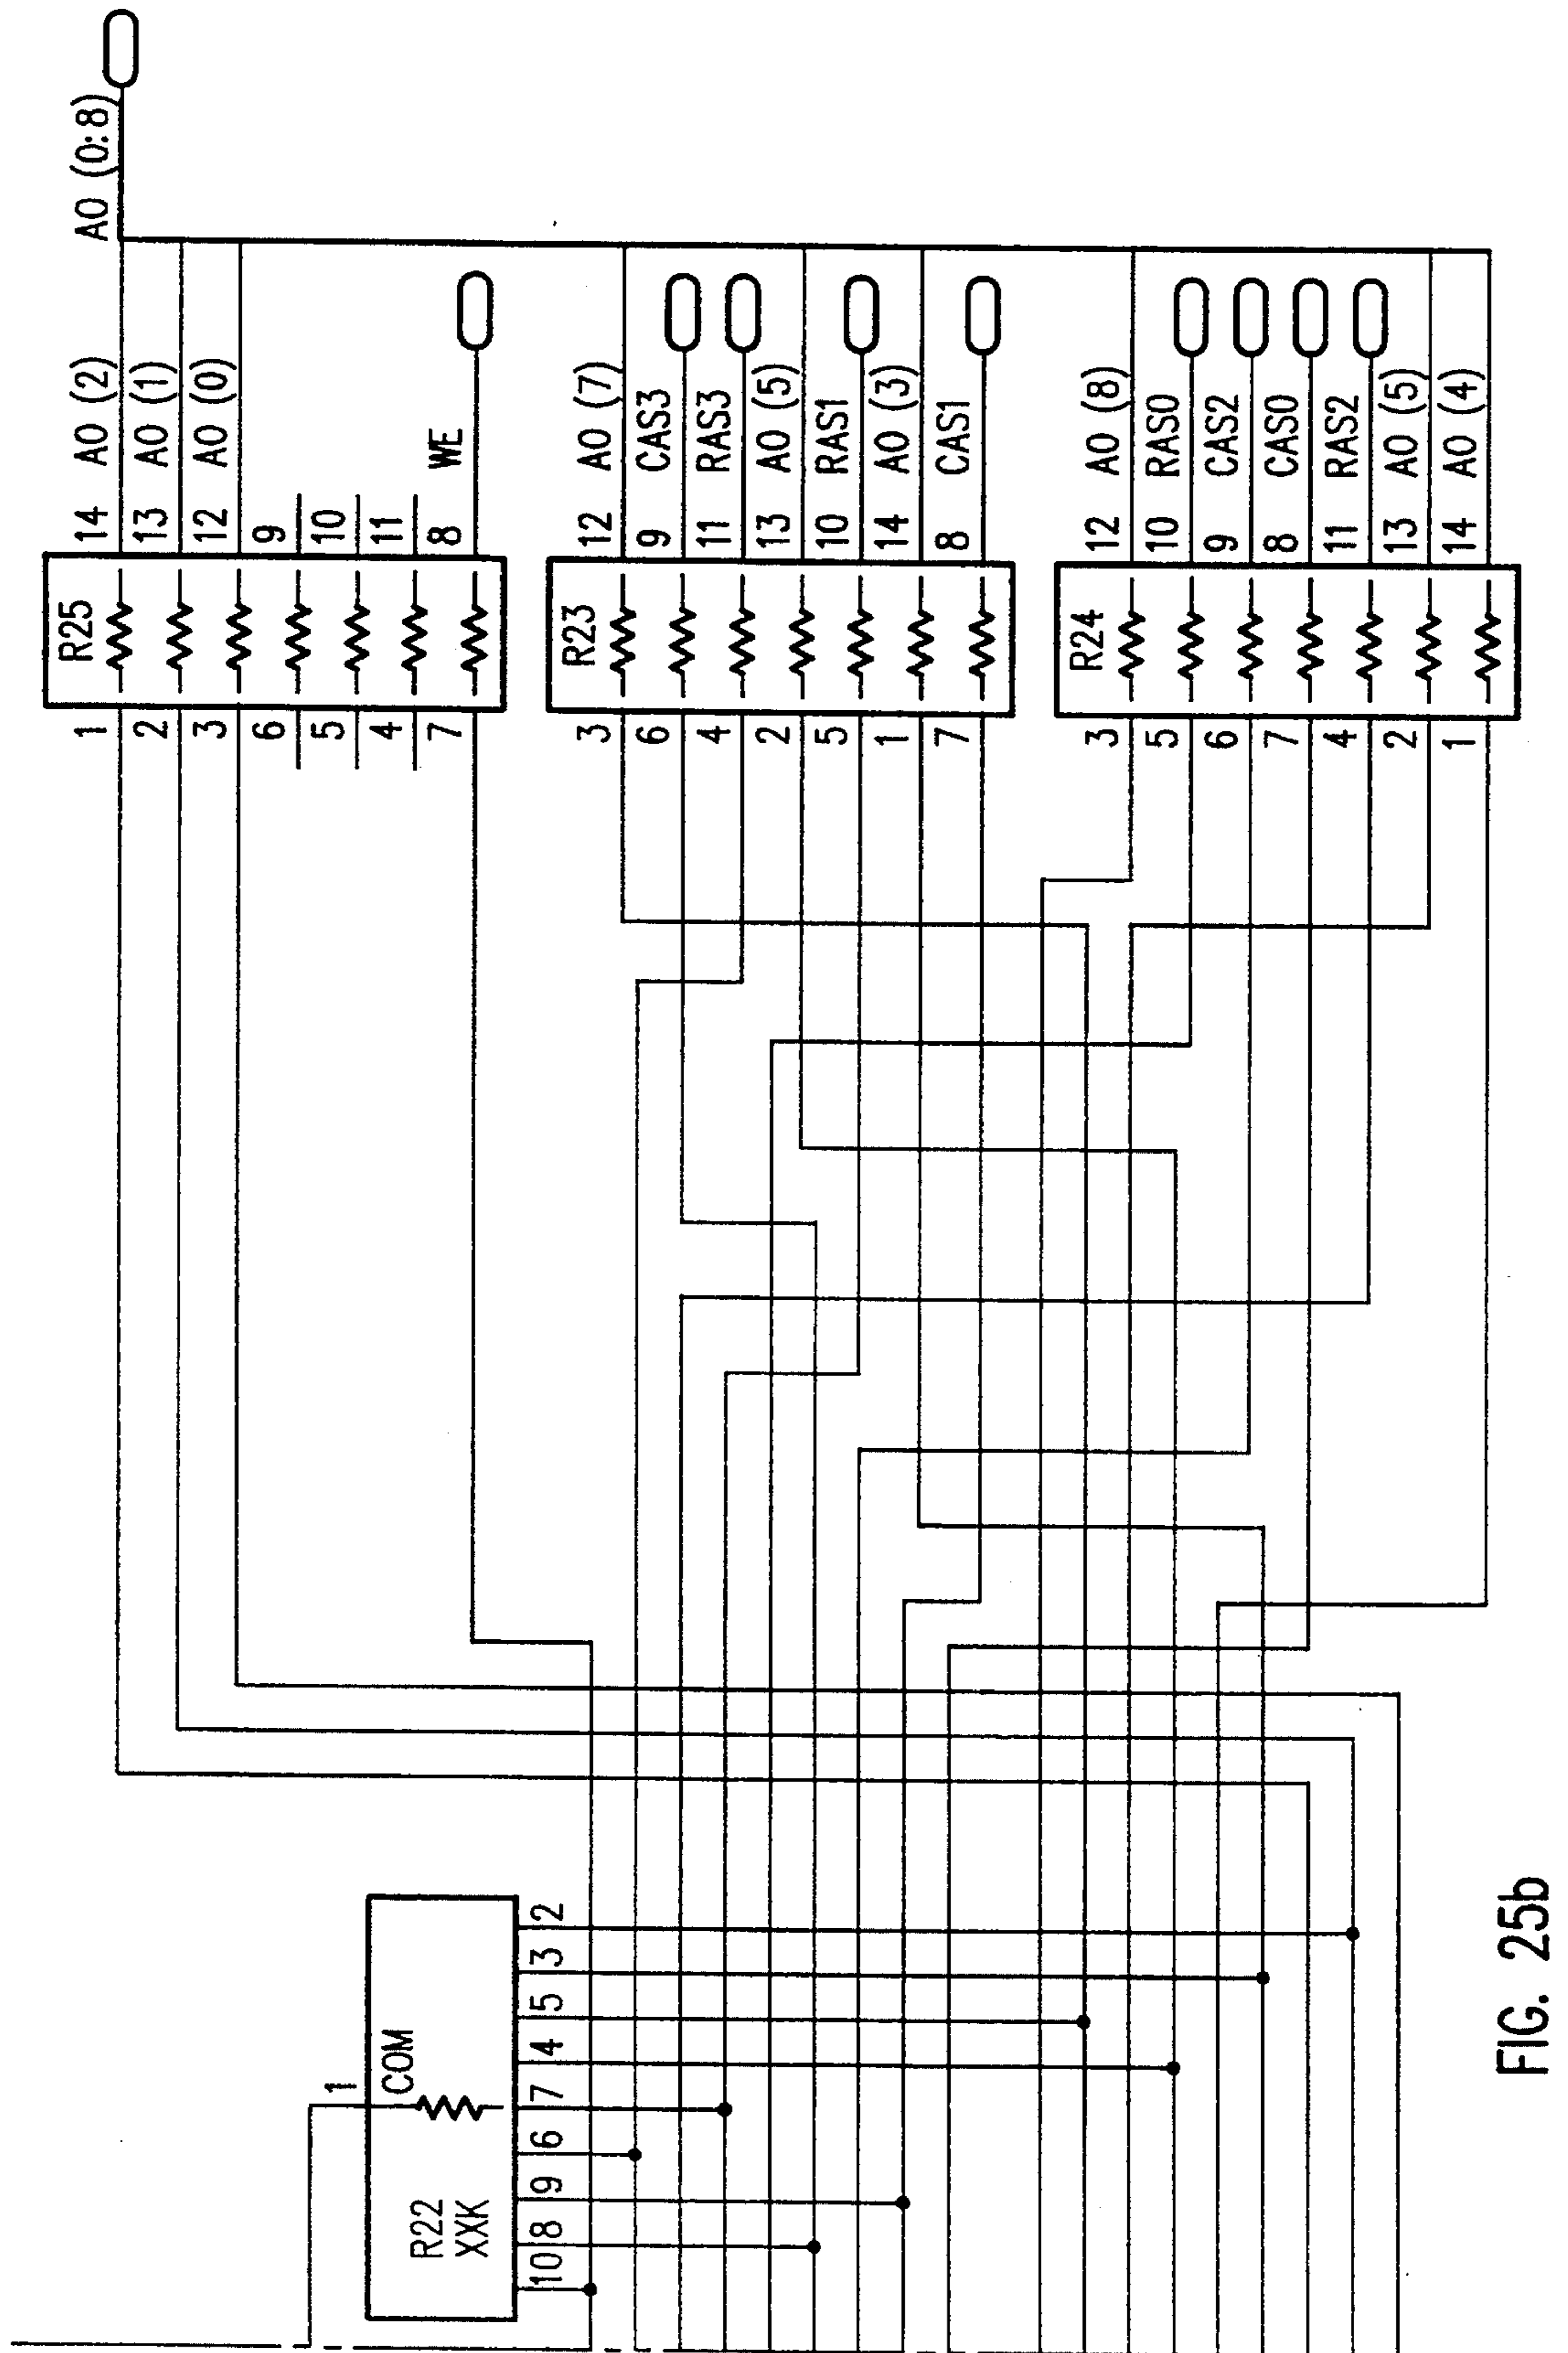 A0 (0:8)
R25
14 A0 (2)
13 A0 (1)
12 A0 (0)
9
10
11
8 WE
1
2
3
6
5
4
7
R23
12 A0 (7)
9 CAS3
11 RAS3
13 A0 (5)
10 RAS1
14 A0 (3)
8 CAS1
3
6
4
2
5
1
7
R24
12 A0 (8)
10 RAS0
9 CAS2
8 CAS0
11 RAS2
13 A0 (5)
14 A0 (4)
3
5
6
7
4
2
1
1
COM
R22
XXK
10
8
9
6
7
4
5
3
2
FIG. 25b